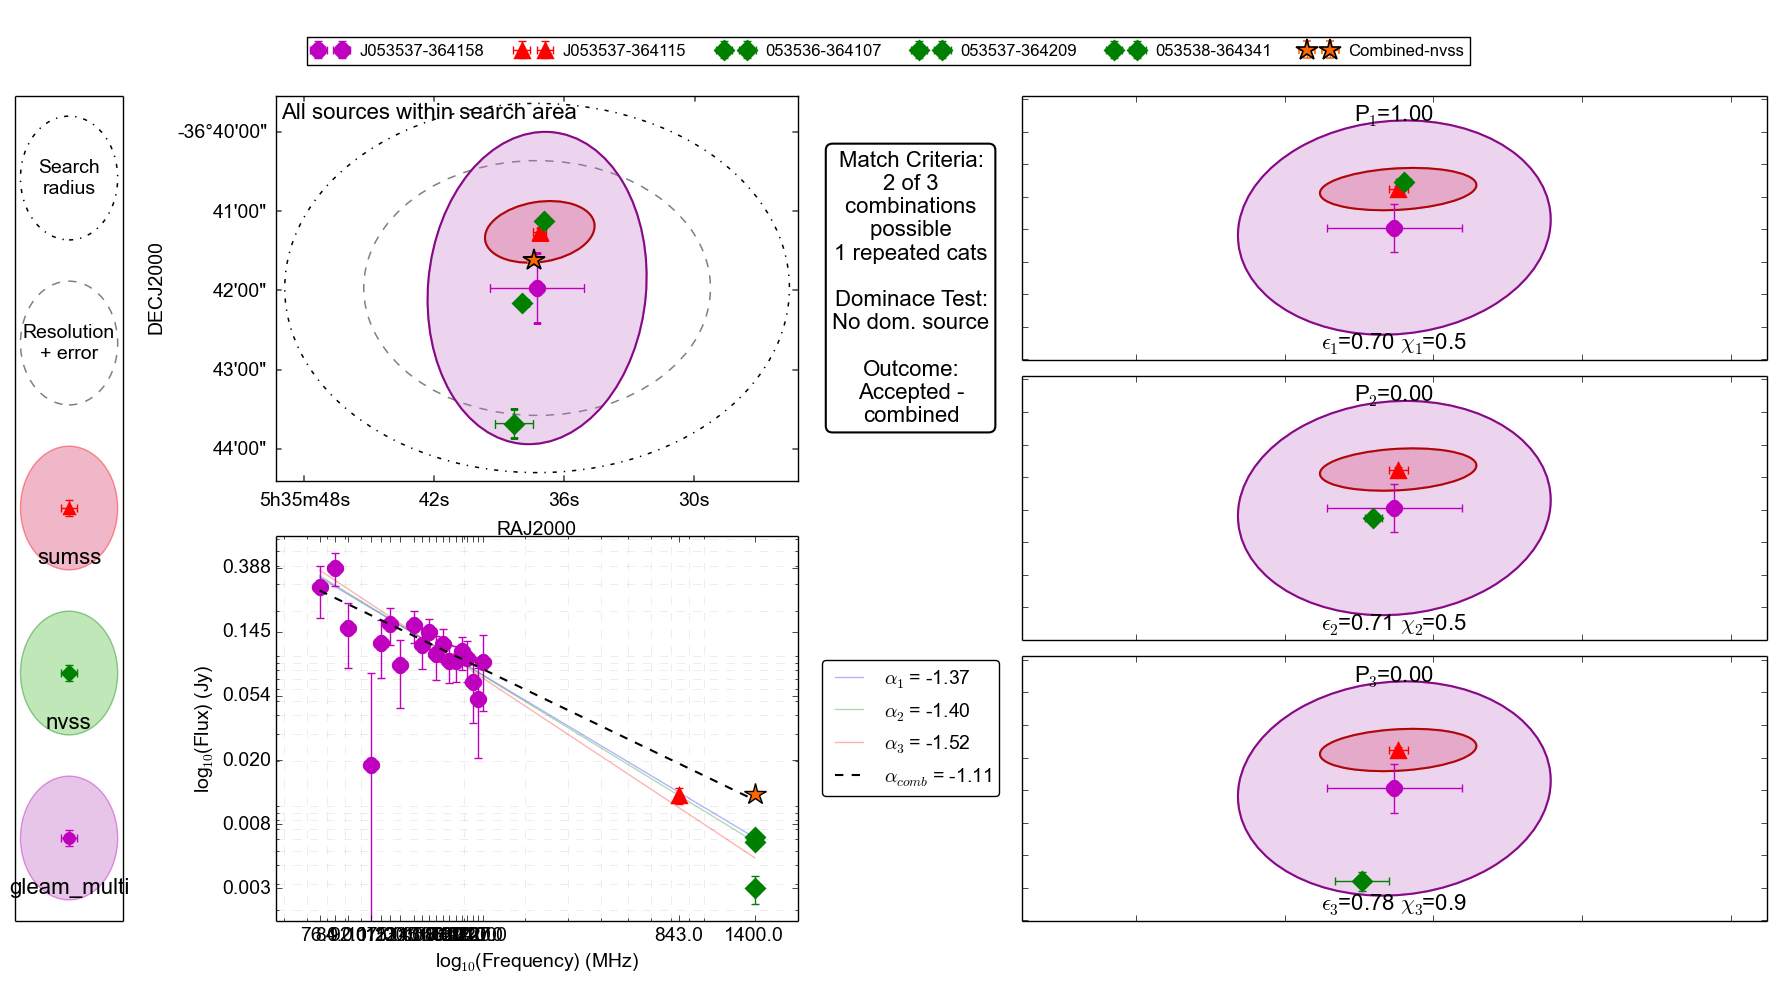 J053537-364158 J053537-364115 053536-364107 053537-364209 053538-364341 Combined-nvss
Search
radius
Resolution
+ error
sumss
nvss
gleam_multi
All sources within search area
-36°40'00"
41'00"
42'00"
43'00"
44'00"
DECJ2000
5h35m48s 42s 36s 30s
RAJ2000
Match Criteria:
2 of 3
combinations
possible
1 repeated cats
Dominace Test:
No dom. source
Outcome:
Accepted -
combined
0.388
0.145
0.054
0.020
0.008
0.003
log₁₀(Flux) (Jy)
843.0 1400.0
log₁₀(Frequency) (MHz)
α₁ = -1.37
α₂ = -1.40
α₃ = -1.52
α_comb = -1.11
P₁=1.00
ϵ₁=0.70 χ₁=0.5
P₂=0.00
ϵ₂=0.71 χ₂=0.5
P₃=0.00
ϵ₃=0.78 χ₃=0.9